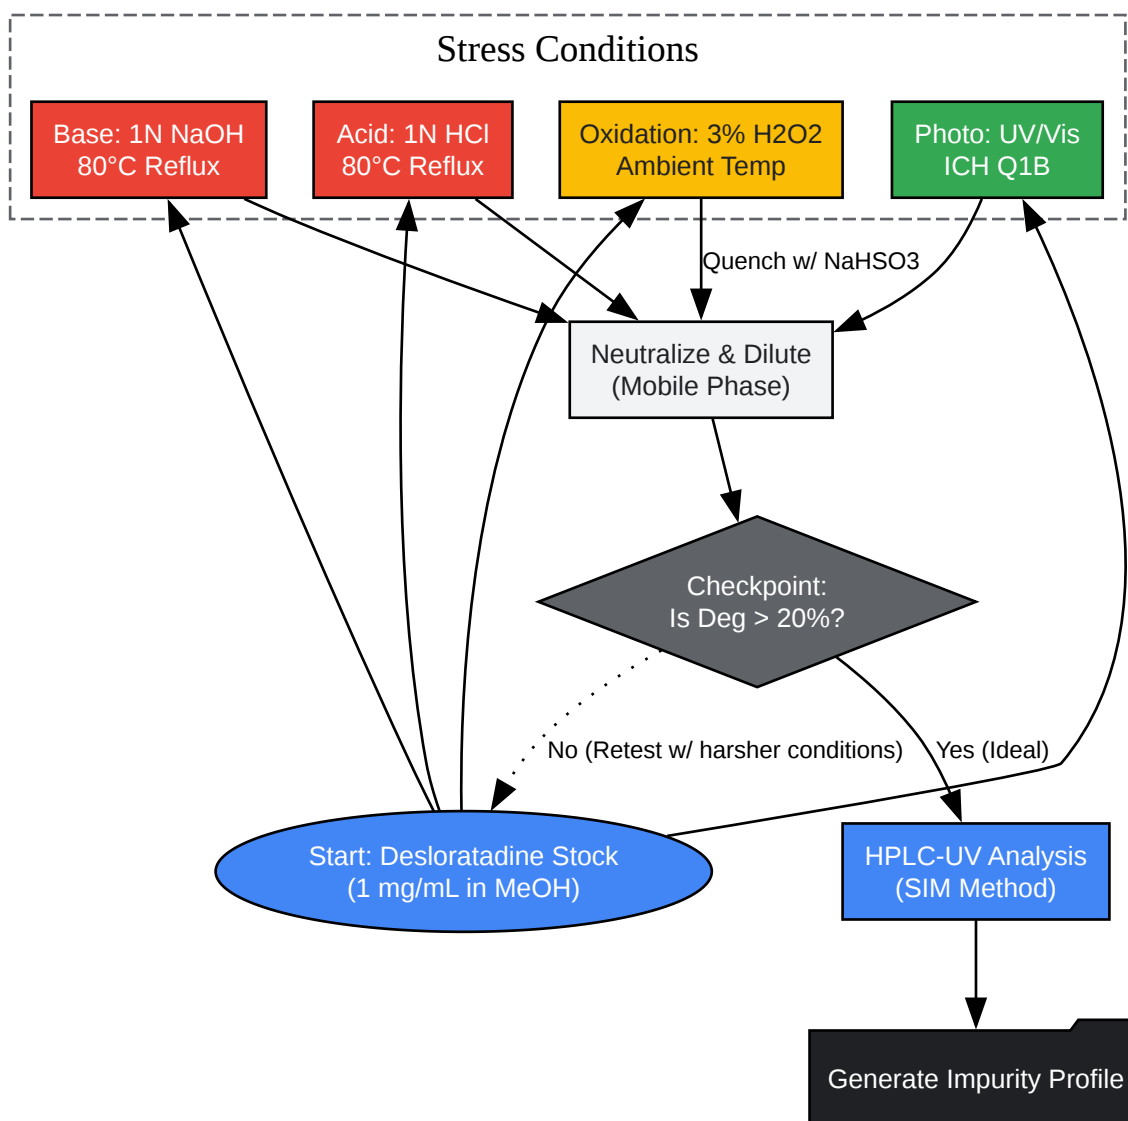 Stress Conditions
Base: 1N NaOH
80°C Reflux
Acid: 1N HCl
80°C Reflux
Oxidation: 3% H2O2
Ambient Temp
Photo: UV/Vis
ICH Q1B
Quench w/ NaHSO3
Neutralize & Dilute
(Mobile Phase)
Checkpoint:
Is Deg > 20%?
No (Retest w/ harsher conditions)
Yes (Ideal)
Start: Desloratadine Stock
(1 mg/mL in MeOH)
HPLC-UV Analysis
(SIM Method)
Generate Impurity Profile